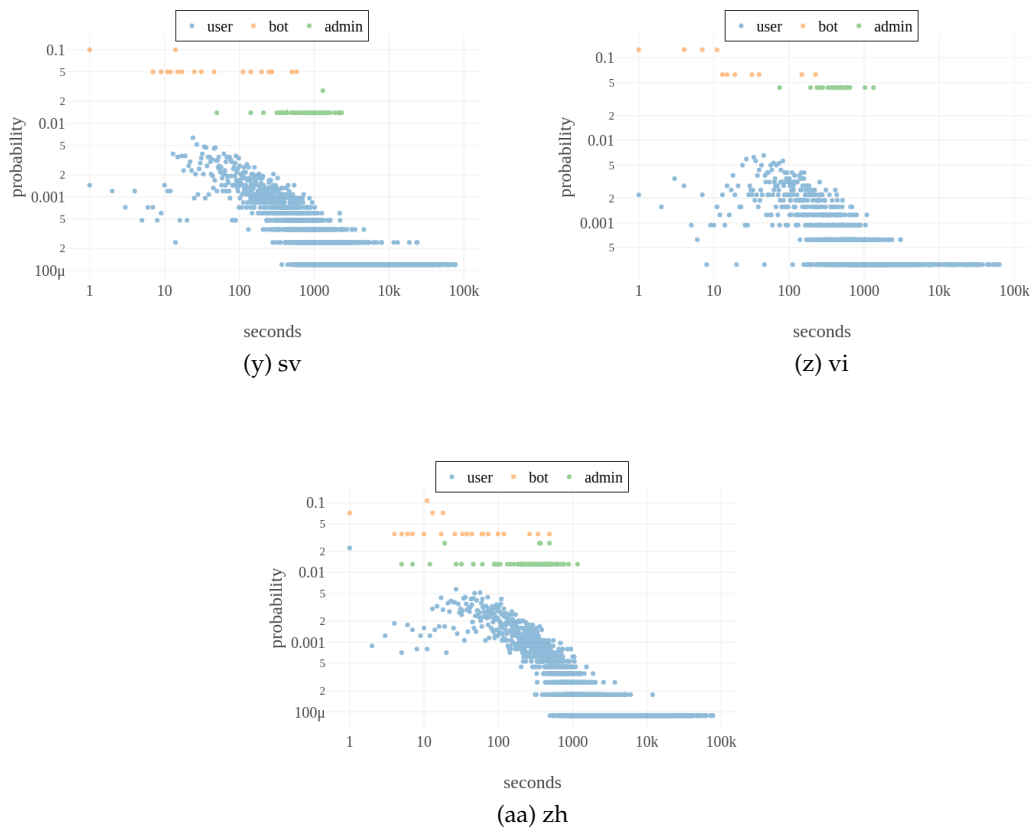 user bot admin
0.1
5
2
0.01
5
2
0.001
5
2
100μ
probability
1 10 100 1000 10k 100k
seconds
(y) sv
user bot admin
0.1
5
2
0.01
5
2
0.001
5
probability
1 10 100 1000 10k 100k
seconds
(z) vi
user bot admin
0.1
5
2
0.01
5
2
0.001
5
2
100μ
probability
1 10 100 1000 10k 100k
seconds
(aa) zh